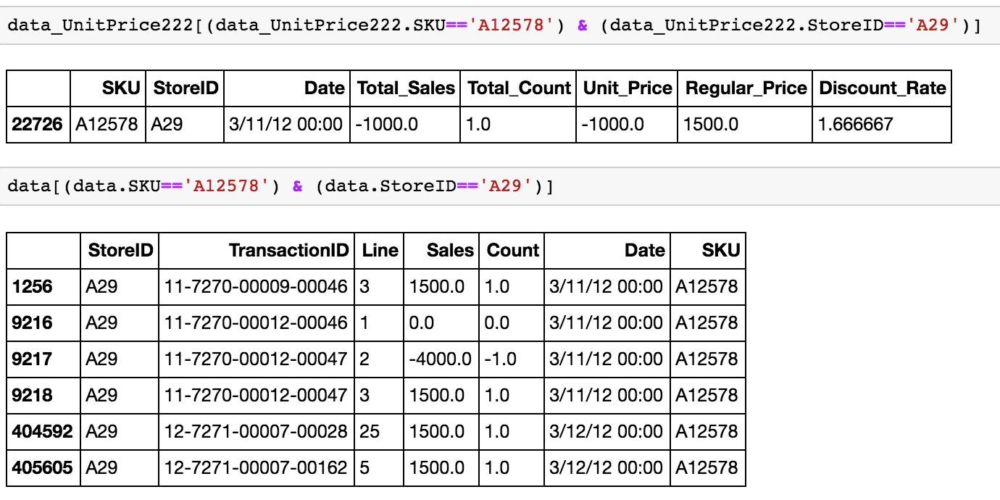 data_UnitPrice222[(data_UnitPrice222.SKU=='A12578') & (data_UnitPrice222.StoreID=='A29')]
SKU StoreID Date Total_Sales Total_Count Unit_Price Regular_Price Discount_Rate
22726 A12578 A29 3/11/12 00:00 -1000.0 1.0 -1000.0 1500.0 1.666667
data[(data.SKU=='A12578') & (data.StoreID=='A29')]
StoreID TransactionID Line Sales Count Date SKU
1256 A29 11-7270-00009-00046 3 1500.0 1.0 3/11/12 00:00 A12578
9216 A29 11-7270-00012-00046 1 0.0 0.0 3/11/12 00:00 A12578
9217 A29 11-7270-00012-00047 2 -4000.0 -1.0 3/11/12 00:00 A12578
9218 A29 11-7270-00012-00047 3 1500.0 1.0 3/11/12 00:00 A12578
404592 A29 12-7271-00007-00028 25 1500.0 1.0 3/12/12 00:00 A12578
405605 A29 12-7271-00007-00162 5 1500.0 1.0 3/12/12 00:00 A12578